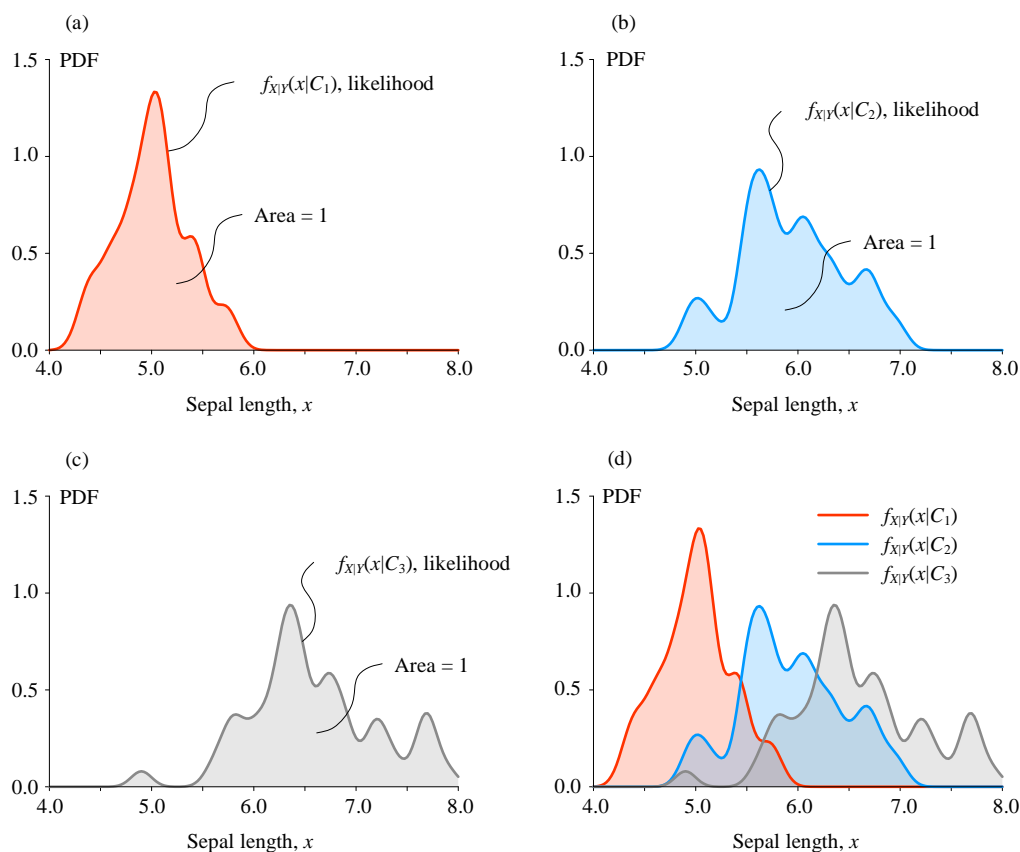 (a)
PDF
1.5
1.0
0.5
0.0
f_{X|Y}(x|C_1), likelihood
Area = 1
4.0 5.0 6.0 7.0 8.0
Sepal length, x
(b)
PDF
1.5
1.0
0.5
0.0
f_{X|Y}(x|C_2), likelihood
Area = 1
4.0 5.0 6.0 7.0 8.0
Sepal length, x
(c)
PDF
1.5
1.0
0.5
0.0
f_{X|Y}(x|C_3), likelihood
Area = 1
4.0 5.0 6.0 7.0 8.0
Sepal length, x
(d)
PDF
1.5
1.0
0.5
0.0
f_{X|Y}(x|C_1)
f_{X|Y}(x|C_2)
f_{X|Y}(x|C_3)
4.0 5.0 6.0 7.0 8.0
Sepal length, x